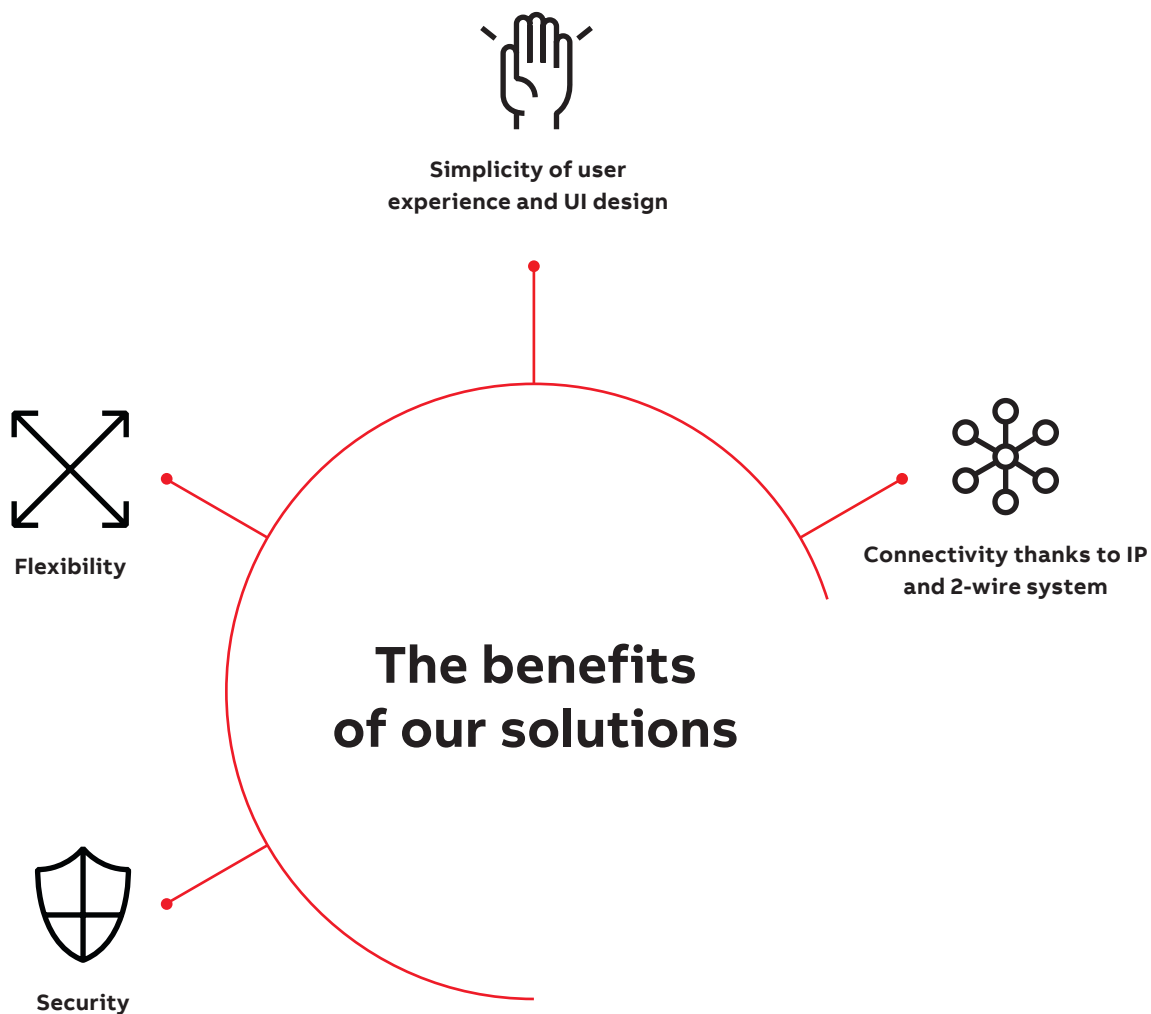 Simplicity of user
experience and UI design
Flexibility
Connectivity thanks to IP
and 2-wire system
The benefits
of our solutions
Security